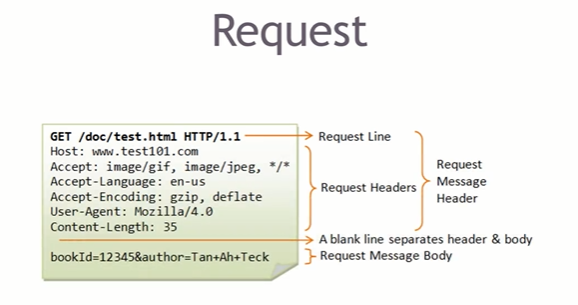 Request
GET /doc/test.html HTTP/1.1
Request Line
Host: www.test101.com
Accept: image/gif, image/jpeg, */*
Accept-Language: en-us
Accept-Encoding: gzip, deflate
User-Agent: Mozilla/4.0
Content-Length: 35
Request Headers
Request
Message
Header
A blank line separates header & body
bookId=12345&author=Tan+Ah+Teck
Request Message Body